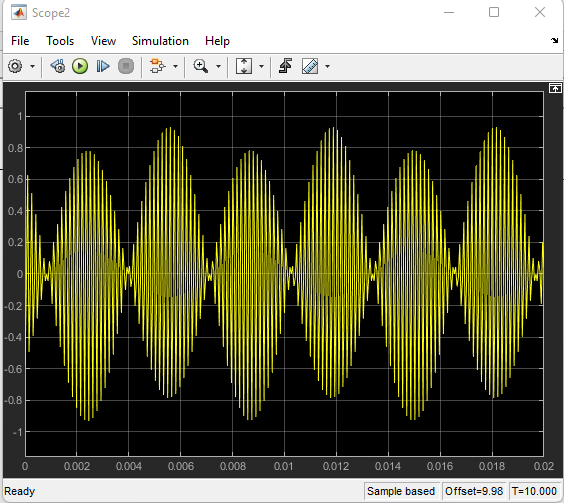 Scope2
File Tools View Simulation Help
1
0.8
0.6
0.4
0.2
0
-0.2
-0.4
-0.6
-0.8
-1
0 0.002 0.004 0.006 0.008 0.01 0.012 0.014 0.016 0.018 0.02
Ready Sample based Offset=9.98 T=10.000